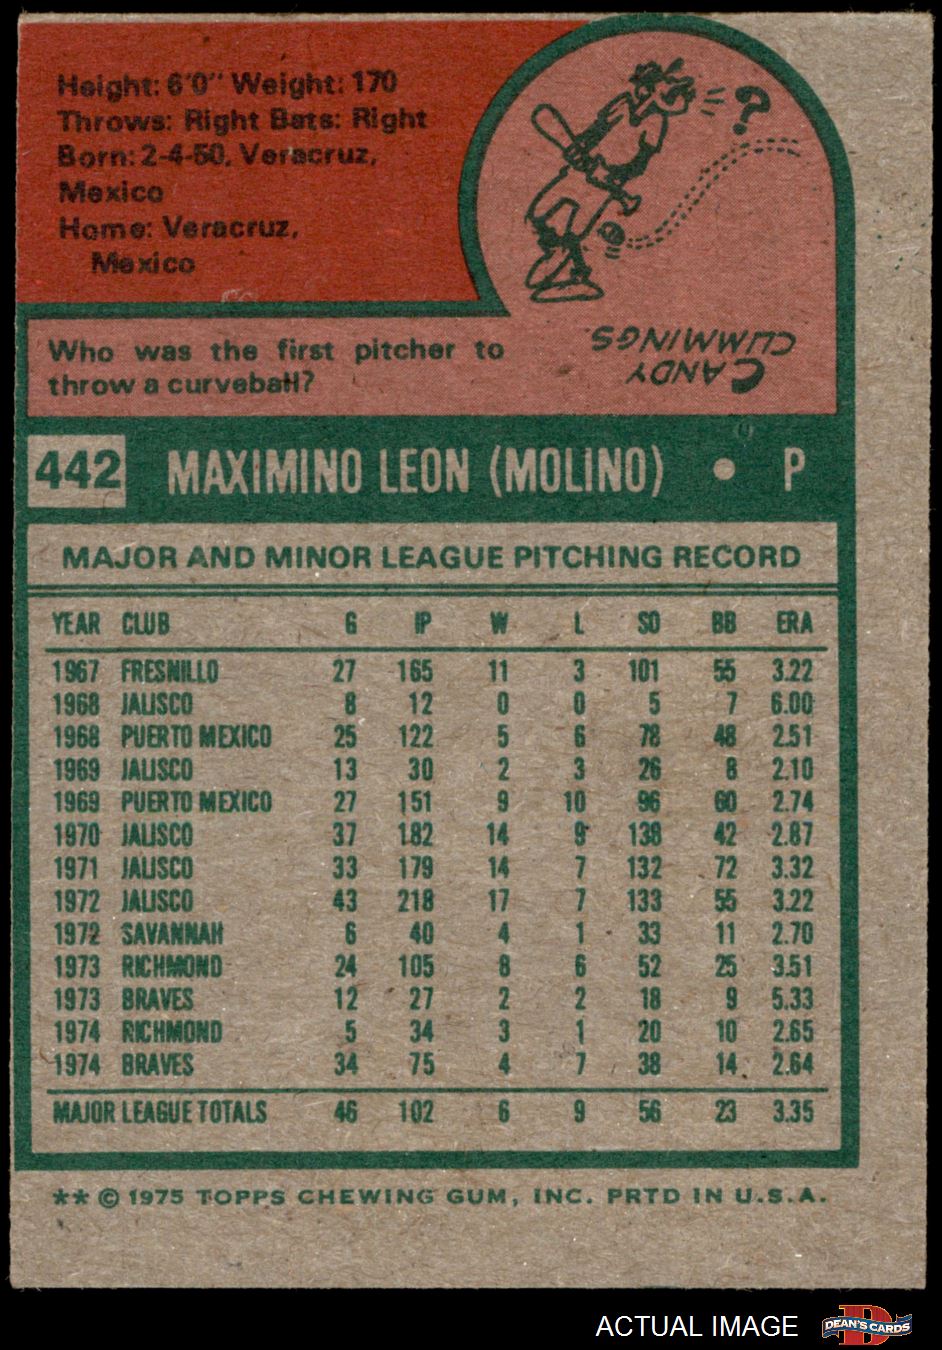 Height: 6'0" Weight: 170
Throws: Right Bats: Right
Born: 2-4-50, Veracruz,
Mexico
Home: Veracruz,
Mexico
?
CANDY
CUMMINGS
Who was the first pitcher to
throw a curveball?
442 MAXIMINO LEON (MOLINO) • P
MAJOR AND MINOR LEAGUE PITCHING RECORD
YEAR CLUB G IP W L SO BB ERA
1967 FRESNILLO 27 165 11 3 101 55 3.22
1968 JALISCO 8 12 0 0 5 7 6.00
1968 PUERTO MEXICO 25 122 5 6 78 48 2.51
1969 JALISCO 13 30 2 3 26 8 2.10
1969 PUERTO MEXICO 27 151 9 10 96 60 2.74
1970 JALISCO 37 182 14 9 138 42 2.87
1971 JALISCO 33 179 14 7 132 72 3.32
1972 JALISCO 43 218 17 7 133 55 3.22
1972 SAVANNAH 6 40 4 1 33 11 2.70
1973 RICHMOND 24 105 8 6 52 25 3.51
1973 BRAVES 12 27 2 2 18 9 5.33
1974 RICHMOND 5 34 3 1 20 10 2.65
1974 BRAVES 34 75 4 7 38 14 2.64
MAJOR LEAGUE TOTALS 46 102 6 9 56 23 3.35
** © 1975 TOPPS CHEWING GUM, INC. PRTD IN U.S.A.
ACTUAL IMAGE
DEAN'S CARDS